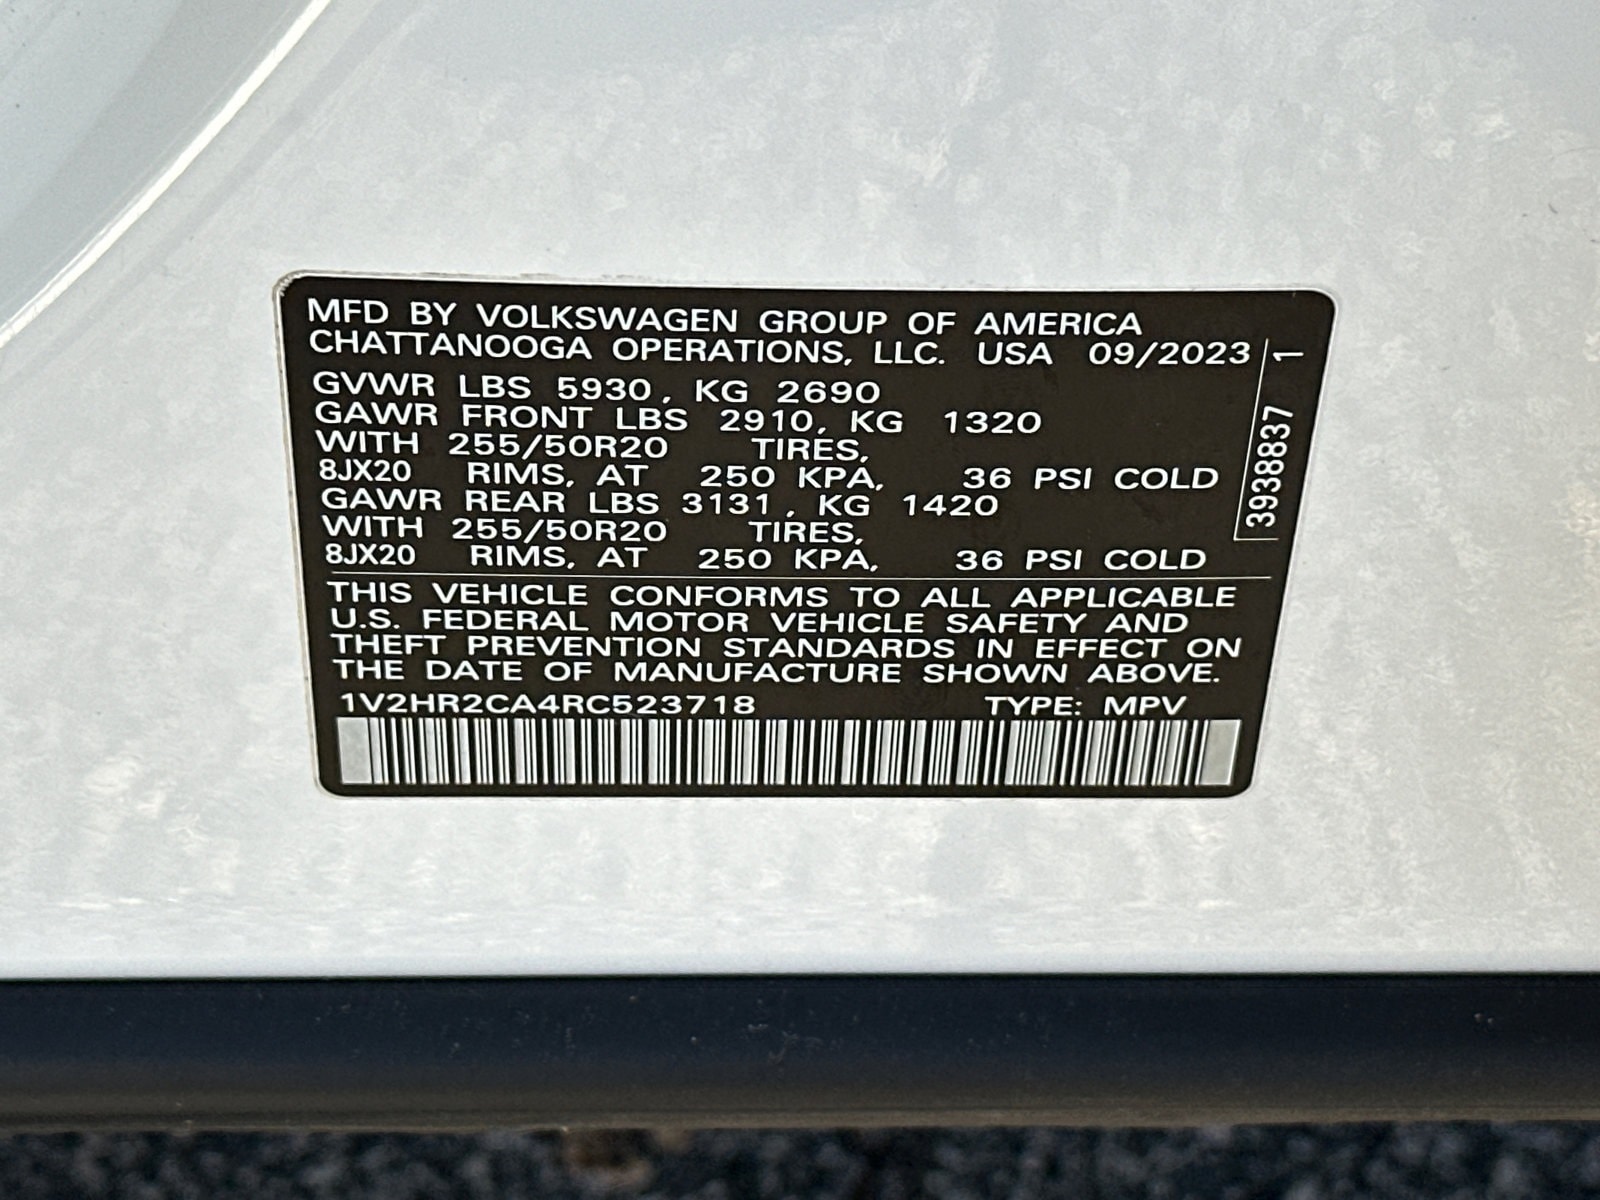 MFD BY VOLKSWAGEN GROUP OF AMERICA
CHATTANOOGA OPERATIONS, LLC. USA 09/2023
GVWR LBS 5930, KG 2690
GAWR FRONT LBS 2910, KG 1320
WITH 255/50R20 TIRES,
8JX20 RIMS, AT 250 KPA, 36 PSI COLD
GAWR REAR LBS 3131, KG 1420
WITH 255/50R20 TIRES,
8JX20 RIMS, AT 250 KPA, 36 PSI COLD
3938837 1
THIS VEHICLE CONFORMS TO ALL APPLICABLE
U.S. FEDERAL MOTOR VEHICLE SAFETY AND
THEFT PREVENTION STANDARDS IN EFFECT ON
THE DATE OF MANUFACTURE SHOWN ABOVE.
1V2HR2CA4RC523718 TYPE: MPV